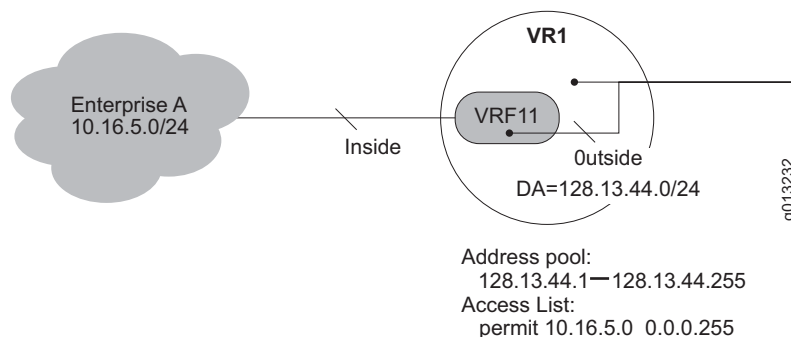 VR1
Enterprise A
10.16.5.0/24
VRF11
Inside
0utside
DA=128.13.44.0/24
g013232
Address pool:
128.13.44.1—128.13.44.255
Access List:
permit 10.16.5.0 0.0.0.255